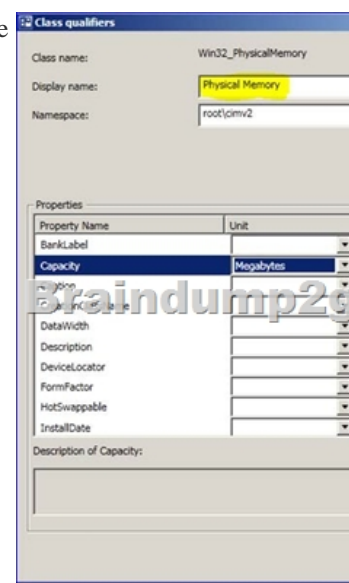 e
Class qualifiers
Class name: Win32_PhysicalMemory
Display name: Physical Memory
Namespace: root\cimv2
Properties
Property Name Unit
BankLabel
Capacity Megabytes
Braindump2g
DataWidth
Description
DeviceLocator
FormFactor
HotSwappable
InstallDate
Description of Capacity: